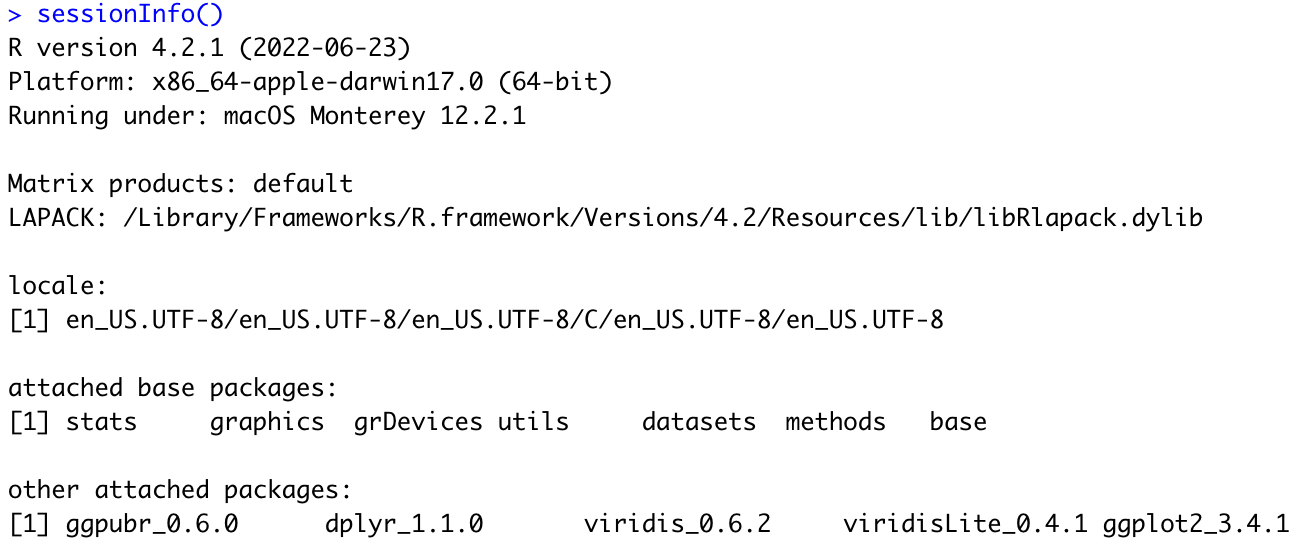 > sessionInfo()
R version 4.2.1 (2022-06-23)
Platform: x86_64-apple-darwin17.0 (64-bit)
Running under: macOS Monterey 12.2.1
Matrix products: default
LAPACK: /Library/Frameworks/R.framework/Versions/4.2/Resources/lib/libRlapack.dylib
locale:
[1] en_US.UTF-8/en_US.UTF-8/en_US.UTF-8/C/en_US.UTF-8/en_US.UTF-8
attached base packages:
[1] stats     graphics  grDevices utils     datasets  methods   base
other attached packages:
[1] ggpubr_0.6.0      dplyr_1.1.0       viridis_0.6.2     viridisLite_0.4.1 ggplot2_3.4.1